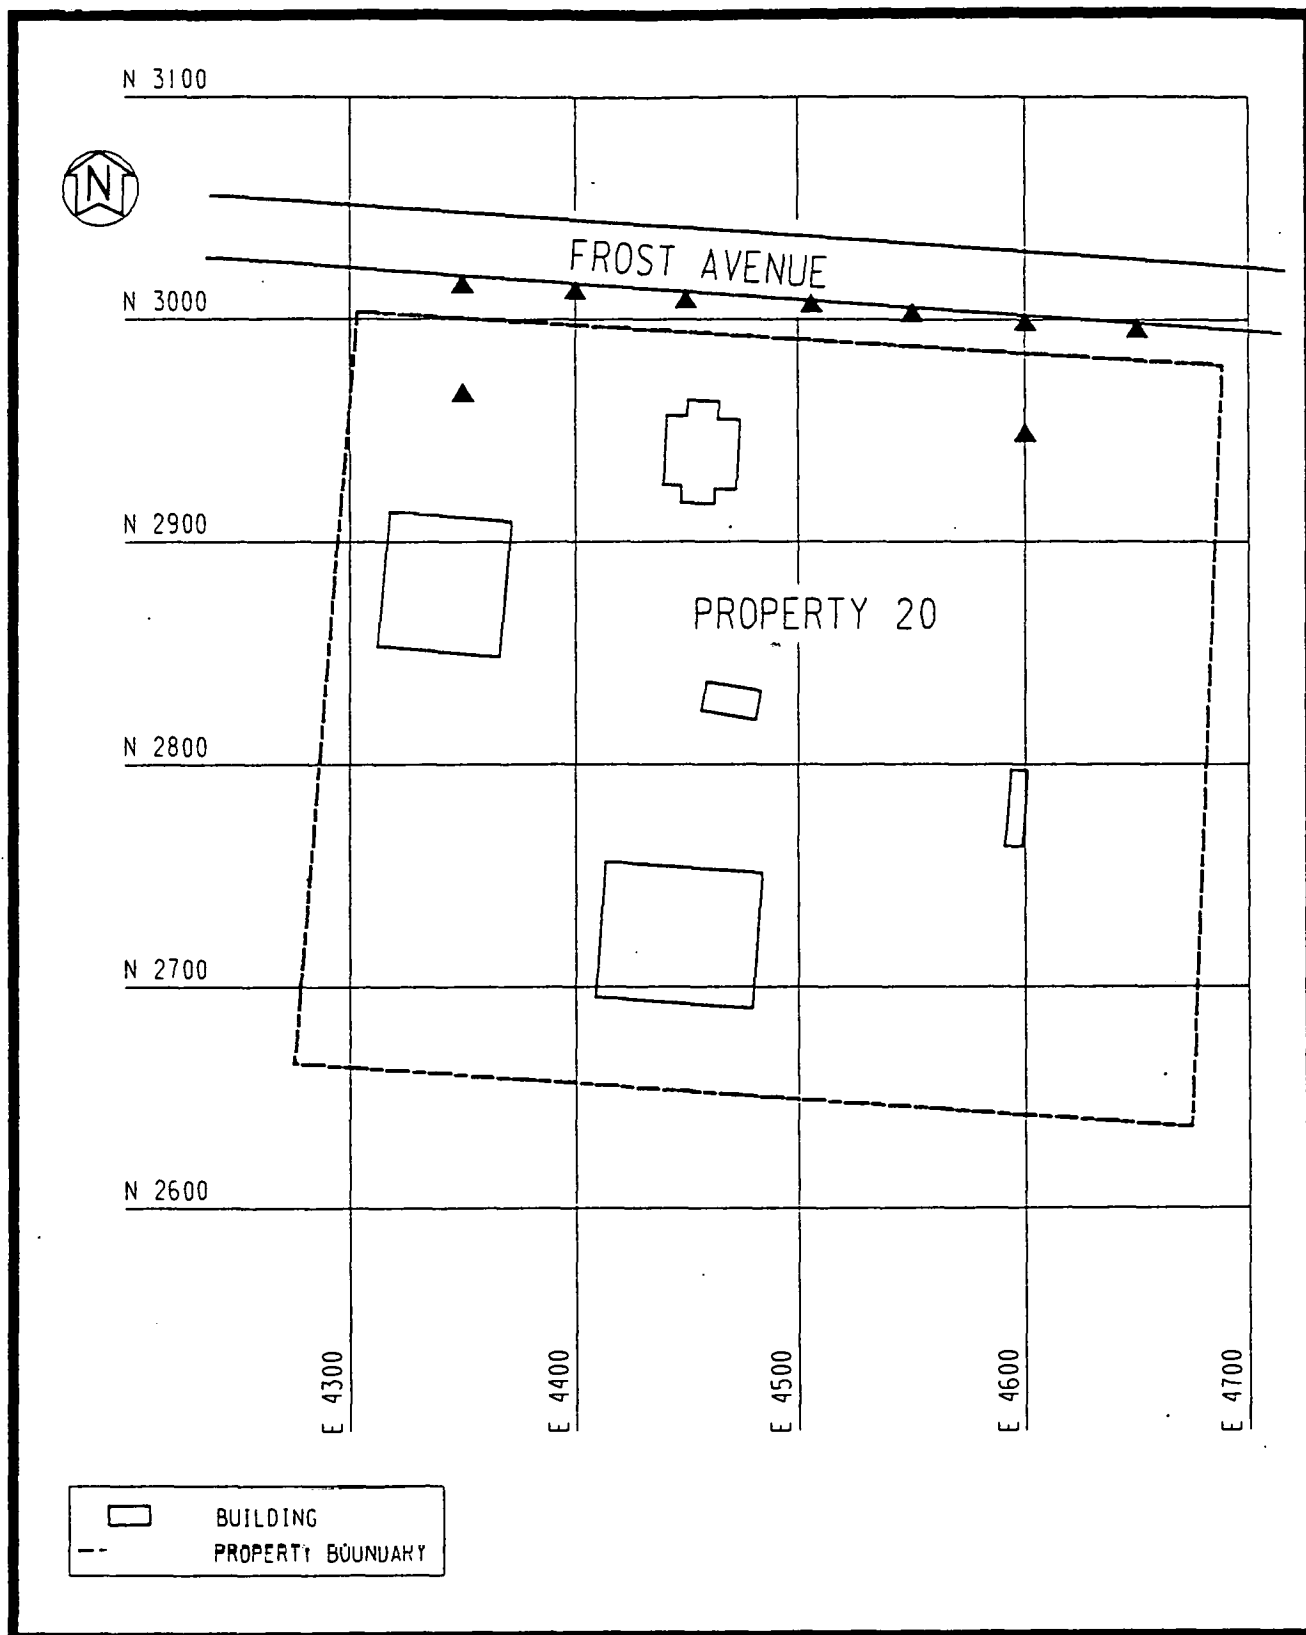 N 3100
N
FROST AVENUE
N 3000
N 2900
PROPERTY 20
N 2800
N 2700
N 2600
E 4300
E 4400
E 4500
E 4600
E 4700
BUILDING
PROPERTY BOUNDARY